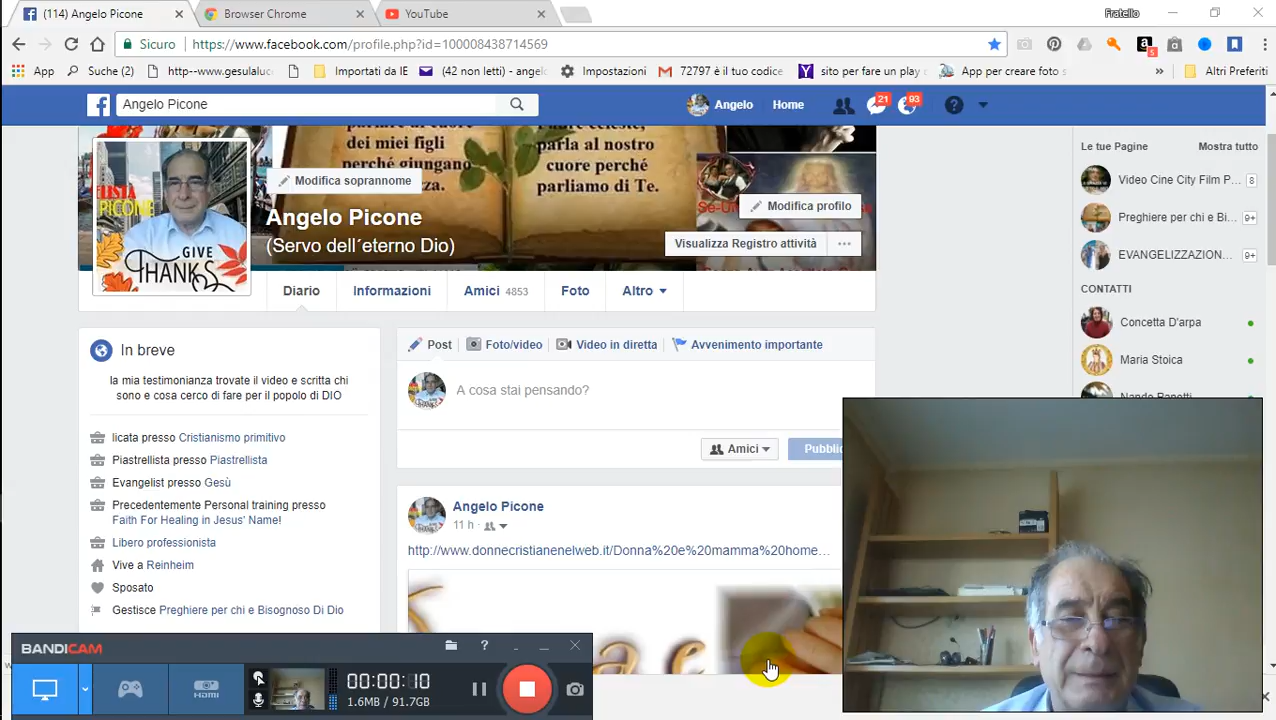 (114) Angelo Picone
Browser Chrome
YouTube
Fratello
Sicuro
https://www.facebook.com/profile.php?id=100008438714569
App
Suche (2)
http--www.gesulaluc
Importati da IE
(42 non letti) - angelo
Impostazioni
72797 è il tuo codice
sito per fare un play
App per creare foto s
Altri Preferiti
Angelo Picone
Angelo
Home
21
93
dei miei figli
perché giungano
parla al nostro
cuore perché
parliamo di Te.
PICONE
GIVE
THANKS
Modifica soprannome
Angelo Picone
(Servo dell´eterno Dio)
Modifica profilo
Visualizza Registro attività
Diario
Informazioni
Amici 4853
Foto
Altro
In breve
la mia testimonianza trovate il video e scritta chi
sono e cosa cerco di fare per il popolo di DIO
licata presso Cristianismo primitivo
Piastrellista presso Piastrellista
Evangelist presso Gesù
Precedentemente Personal training presso
Faith For Healing in Jesus' Name!
Libero professionista
Vive a Reinheim
Sposato
Gestisce Preghiere per chi e Bisognoso Di Dio
Post
Foto/video
Video in diretta
Avvenimento importante
A cosa stai pensando?
Amici
Pubblic
Angelo Picone
11 h
http://www.donnecristianenelweb.it/Donna%20e%20mamma%20home...
Le tue Pagine
Mostra tutto
Video Cine City Film P...
8
Preghiere per chi e Bi...
9+
EVANGELIZZAZION...
9+
CONTATTI
Concetta D'arpa
Maria Stoica
BANDICAM
HDMI
00:00:10
1.6MB / 91.7GB